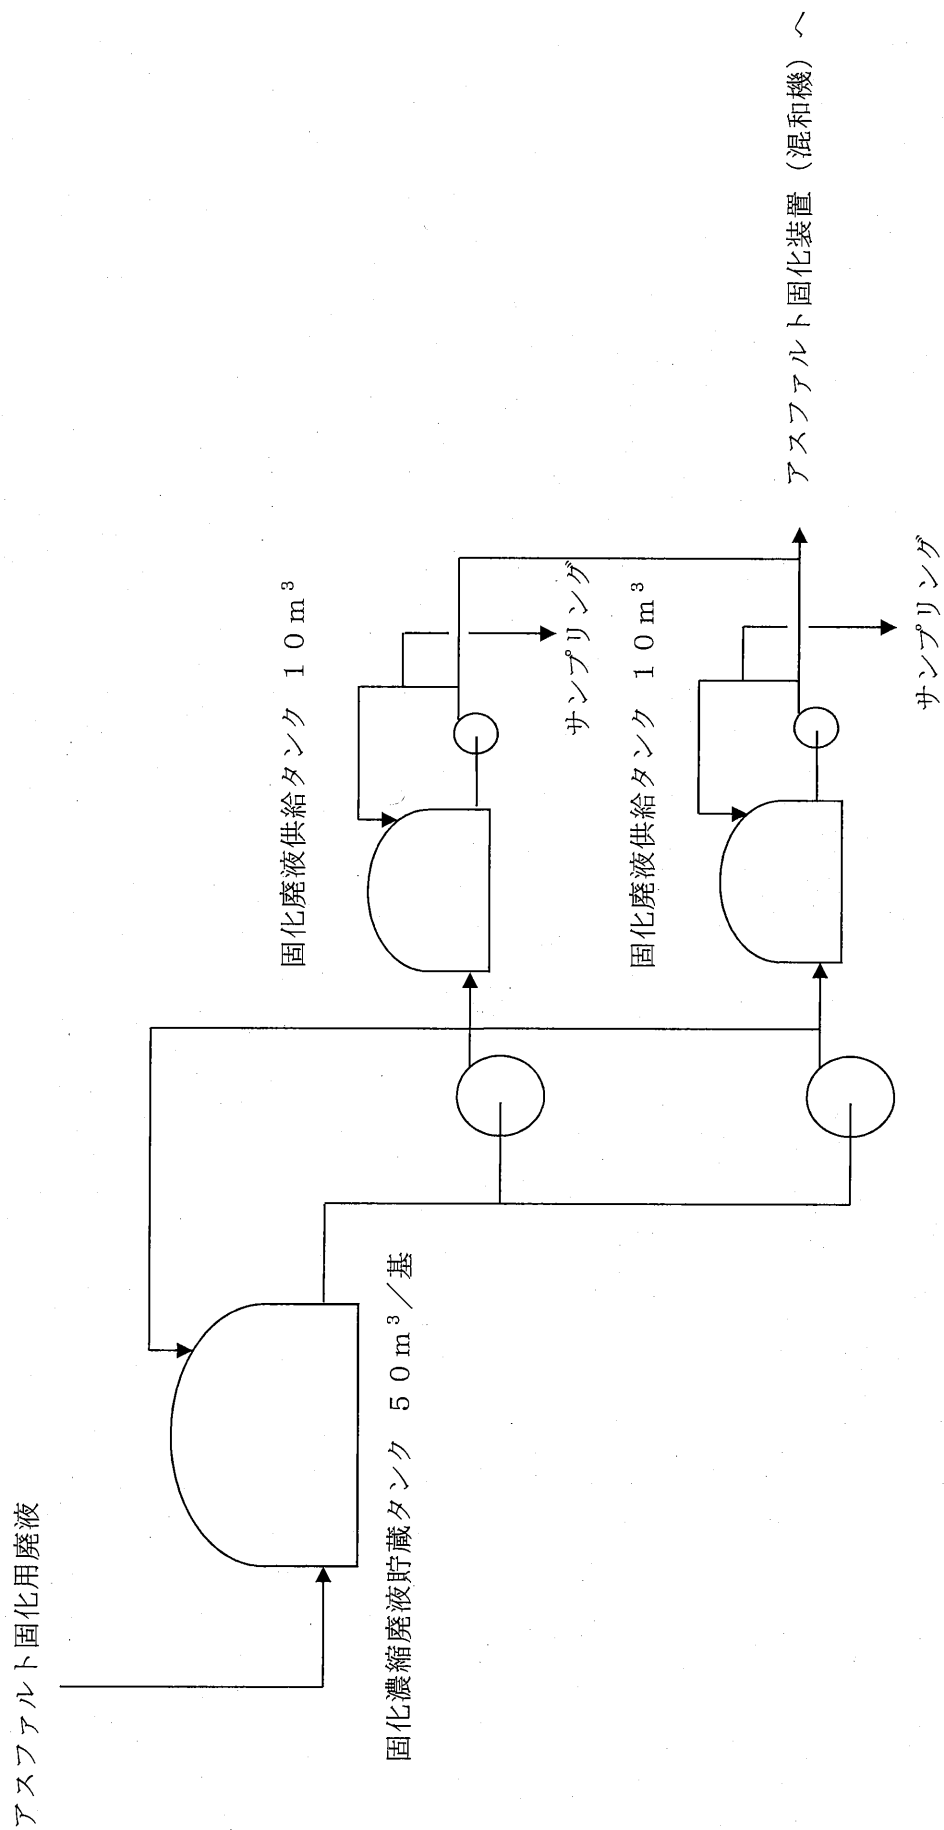 アスファルト固化用廃液
固化濃縮廃液貯蔵タンク ５０ｍ³／基
固化廃液供給タンク １０ｍ³
サンプリング
固化廃液供給タンク １０ｍ³
サンプリング
アスファルト固化装置（混和機）へ